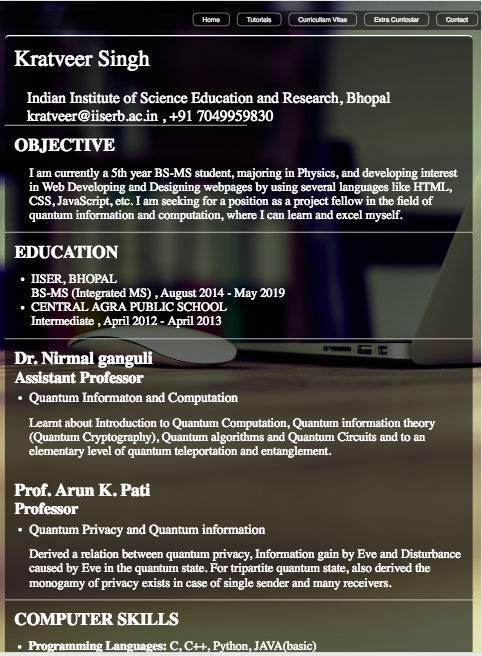 Home
Tutorials
Curricullam Vitae
Extra Curricular
Contact
Kratveer Singh
Indian Institute of Science Education and Research, Bhopal
kratveer@iiserb.ac.in , +91 7049959830
OBJECTIVE
I am currently a 5th year BS-MS student, majoring in Physics, and developing interest
in Web Developing and Designing webpages by using several languages like HTML,
CSS, JavaScript, etc. I am seeking for a position as a project fellow in the field of
quantum information and computation, where I can learn and excel myself.
EDUCATION
• IISER, BHOPAL
BS-MS (Integrated MS) , August 2014 - May 2019
• CENTRAL AGRA PUBLIC SCHOOL
Intermediate , April 2012 - April 2013
Dr. Nirmal ganguli
Assistant Professor
• Quantum Informaton and Computation
Learnt about Introduction to Quantum Computation, Quantum information theory
(Quantum Cryptography), Quantum algorithms and Quantum Circuits and to an
elementary level of quantum teleportation and entanglement.
Prof. Arun K. Pati
Professor
• Quantum Privacy and Quantum information
Derived a relation between quantum privacy, Information gain by Eve and Disturbance
caused by Eve in the quantum state. For tripartite quantum state, also derived the
monogamy of privacy exists in case of single sender and many receivers.
COMPUTER SKILLS
• Programming Languages: C, C++, Python, JAVA(basic)